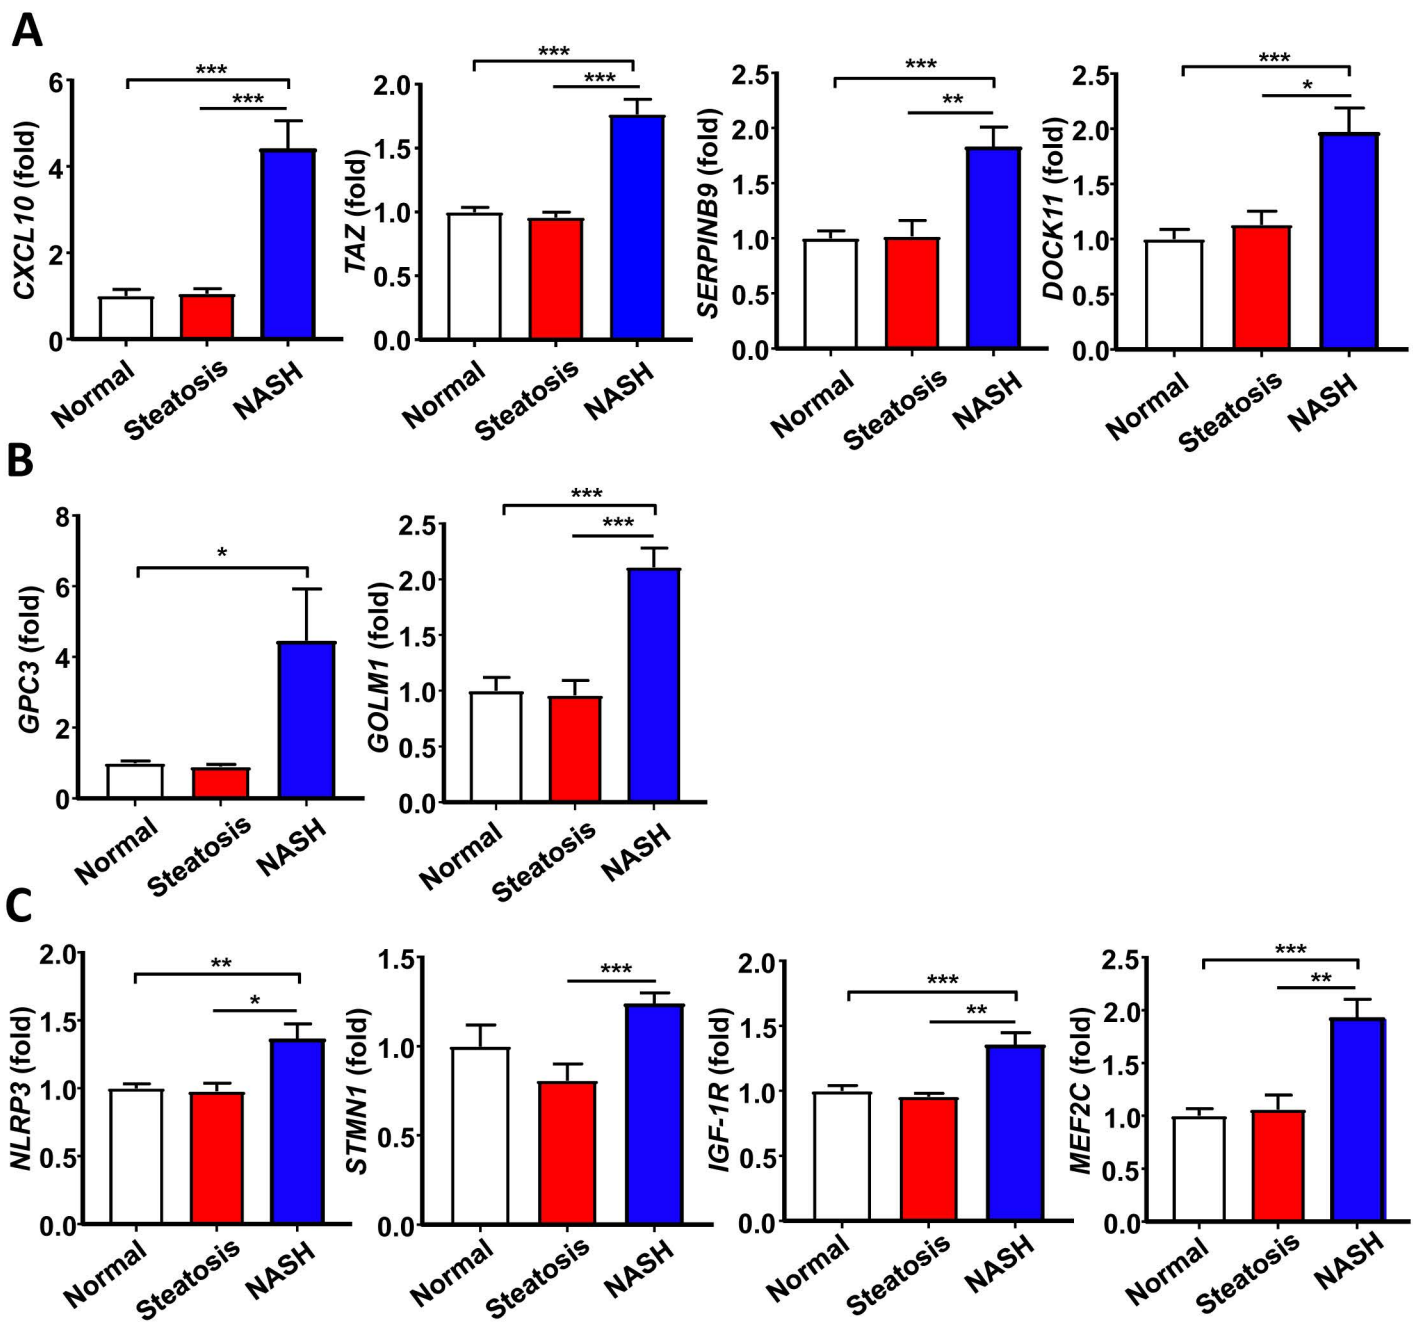 A
CXCL10 (fold)
6
4
2
0
***
***
Normal
Steatosis
NASH
TAZ (fold)
2.0
1.5
1.0
0.5
0.0
***
***
Normal
Steatosis
NASH
SERPINB9 (fold)
2.5
2.0
1.5
1.0
0.5
0.0
***
**
Normal
Steatosis
NASH
DOCK11 (fold)
2.5
2.0
1.5
1.0
0.5
0.0
***
*
Normal
Steatosis
NASH
B
GPC3 (fold)
8
6
4
2
0
*
Normal
Steatosis
NASH
GOLM1 (fold)
2.5
2.0
1.5
1.0
0.5
0.0
***
***
Normal
Steatosis
NASH
C
NLRP3 (fold)
2.0
1.5
1.0
0.5
0.0
**
*
Normal
Steatosis
NASH
STMN1 (fold)
1.5
1.0
0.5
0.0
***
Normal
Steatosis
NASH
IGF-1R (fold)
2.0
1.5
1.0
0.5
0.0
***
**
Normal
Steatosis
NASH
MEF2C (fold)
2.5
2.0
1.5
1.0
0.5
0.0
***
**
Normal
Steatosis
NASH